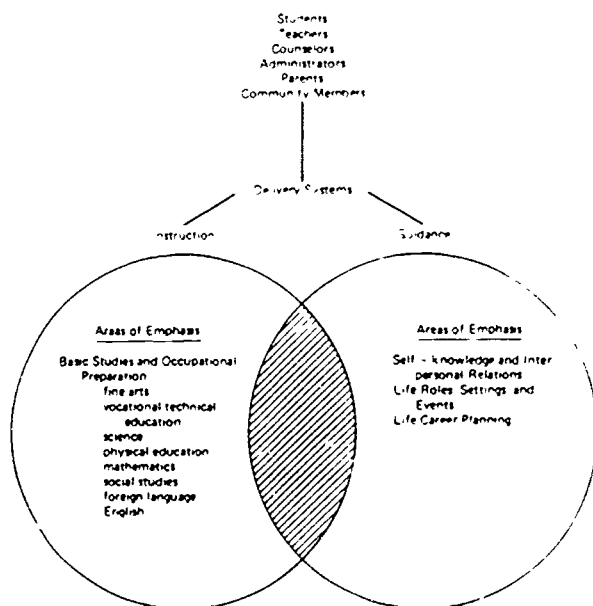 Students
Teachers
Counselors
Administrators
Parents
Community Members
Delivery Systems
Instruction
Guidance
Areas of Emphasis
Basic Studies and Occupational
Preparation
fine arts
vocational technical
education
science
physical education
mathematics
social studies
foreign language
English
Areas of Emphasis
Self - Knowledge and Inter
personal Relations
Life Roles, Settings, and
Events
Life Career Planning